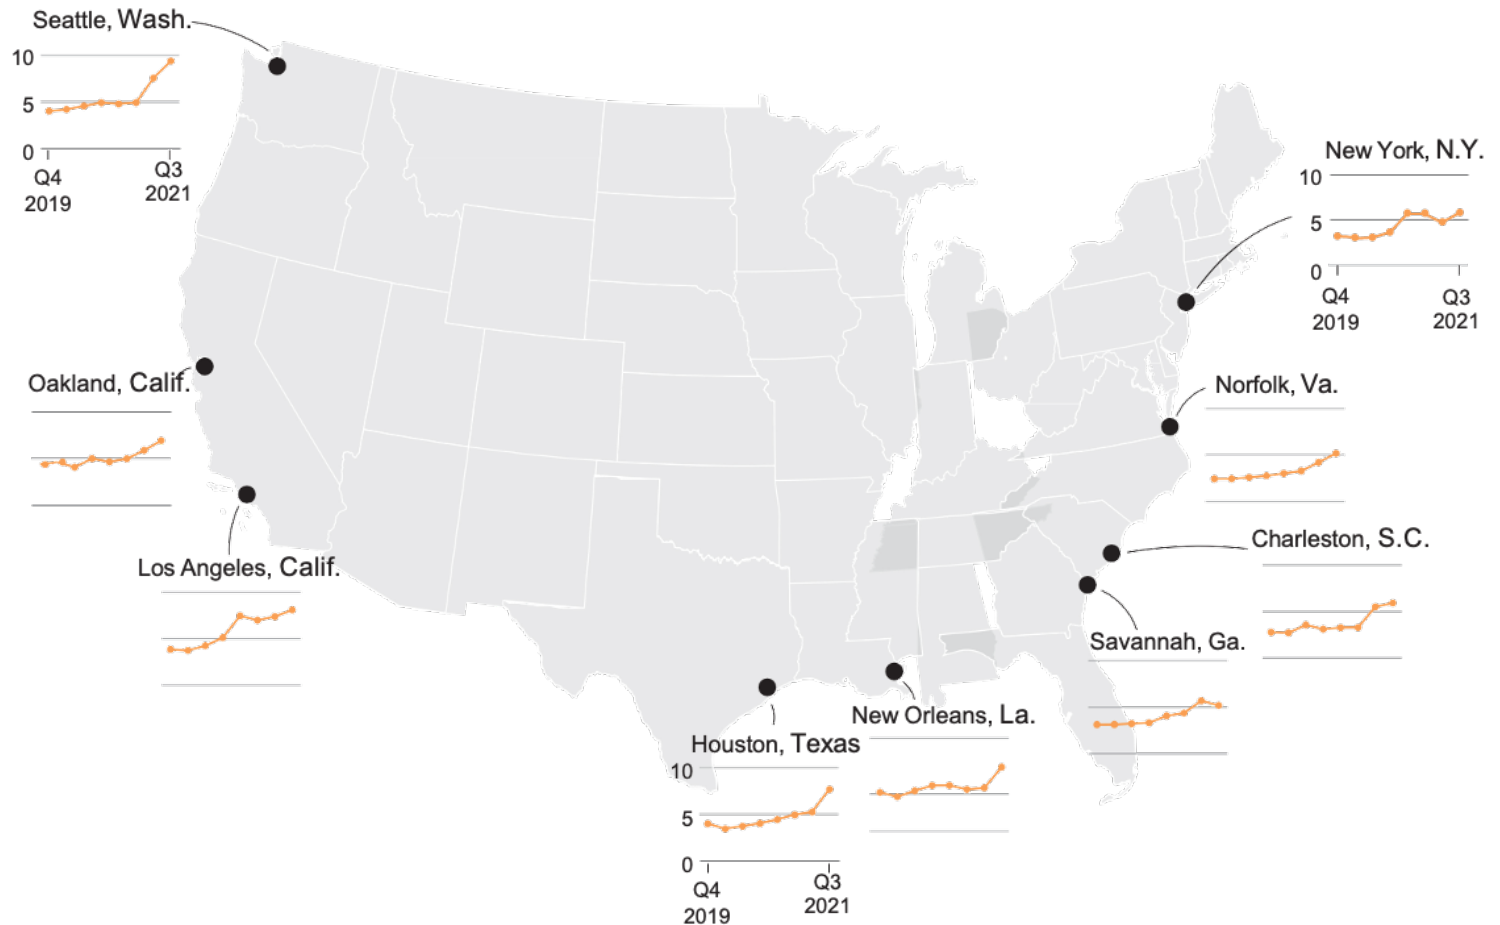 Seattle, Wash.
10
5
0
Q4
2019
Q3
2021
New York, N.Y.
10
5
0
Q4
2019
Q3
2021
Oakland, Calif.
Norfolk, Va.
Los Angeles, Calif.
Charleston, S.C.
Savannah, Ga.
New Orleans, La.
Houston, Texas
10
5
0
Q4
2019
Q3
2021